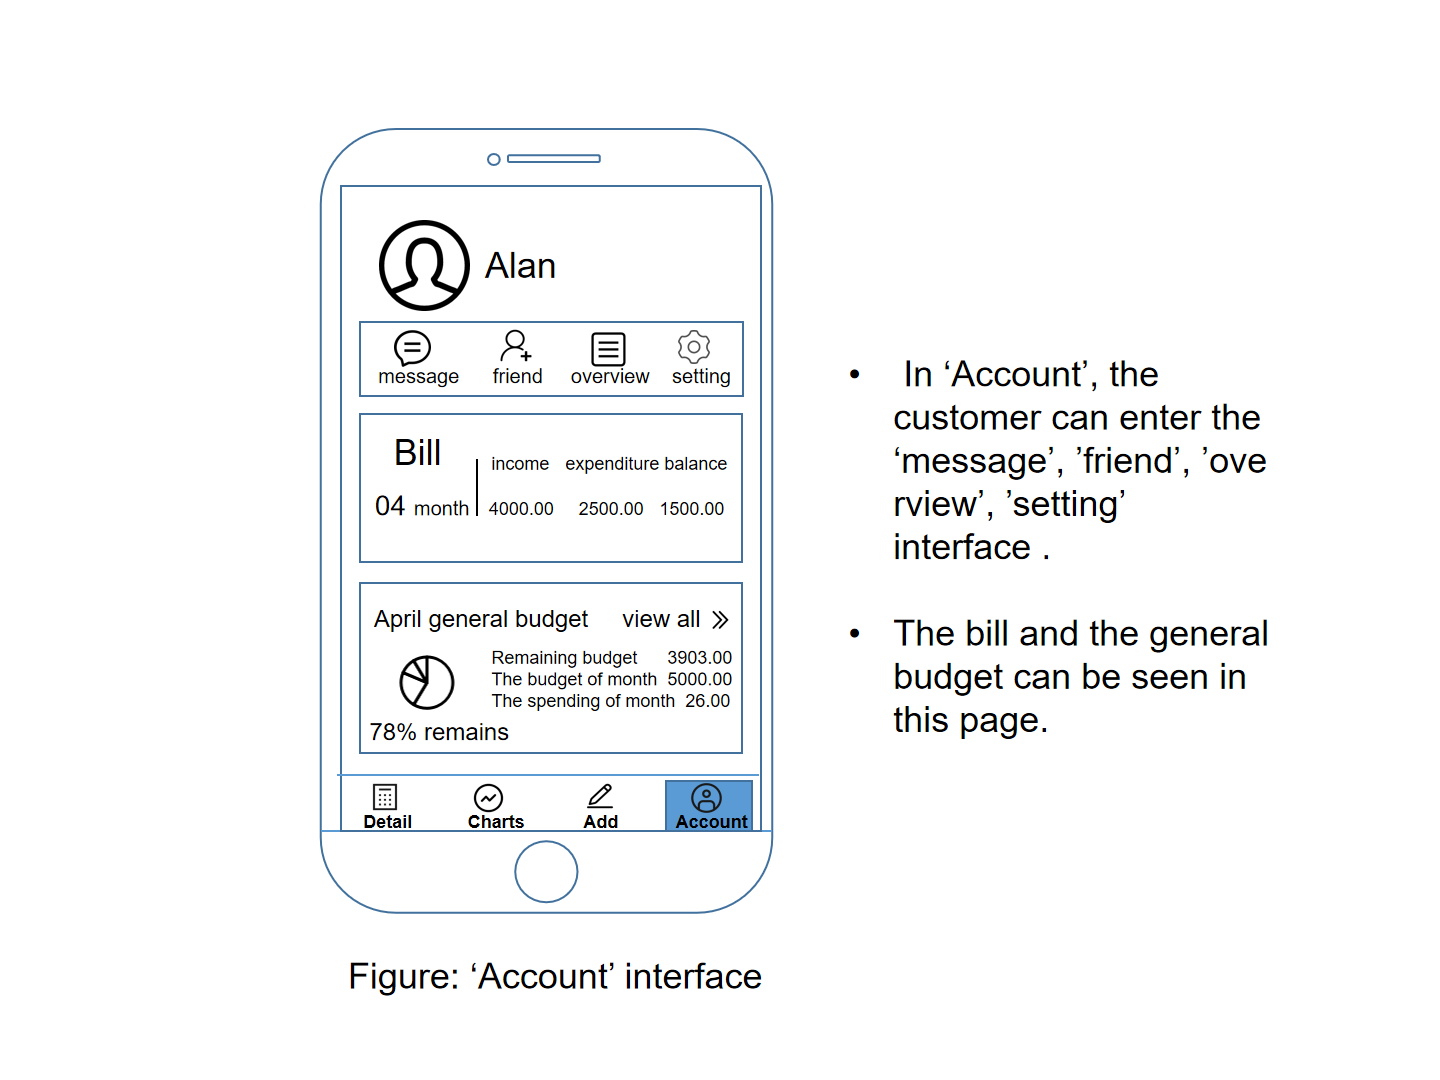 Alan
message friend overview setting
Bill
income expenditure balance
04 month 4000.00 2500.00 1500.00
April general budget view all
Remaining budget 3903.00
The budget of month 5000.00
The spending of month 26.00
78% remains
Detail Charts Add Account
Figure: ‘Account’ interface
• In ‘Account’, the
customer can enter the
‘message’, ’friend’, ’ove
rview’, ’setting’
interface .
• The bill and the general
budget can be seen in
this page.